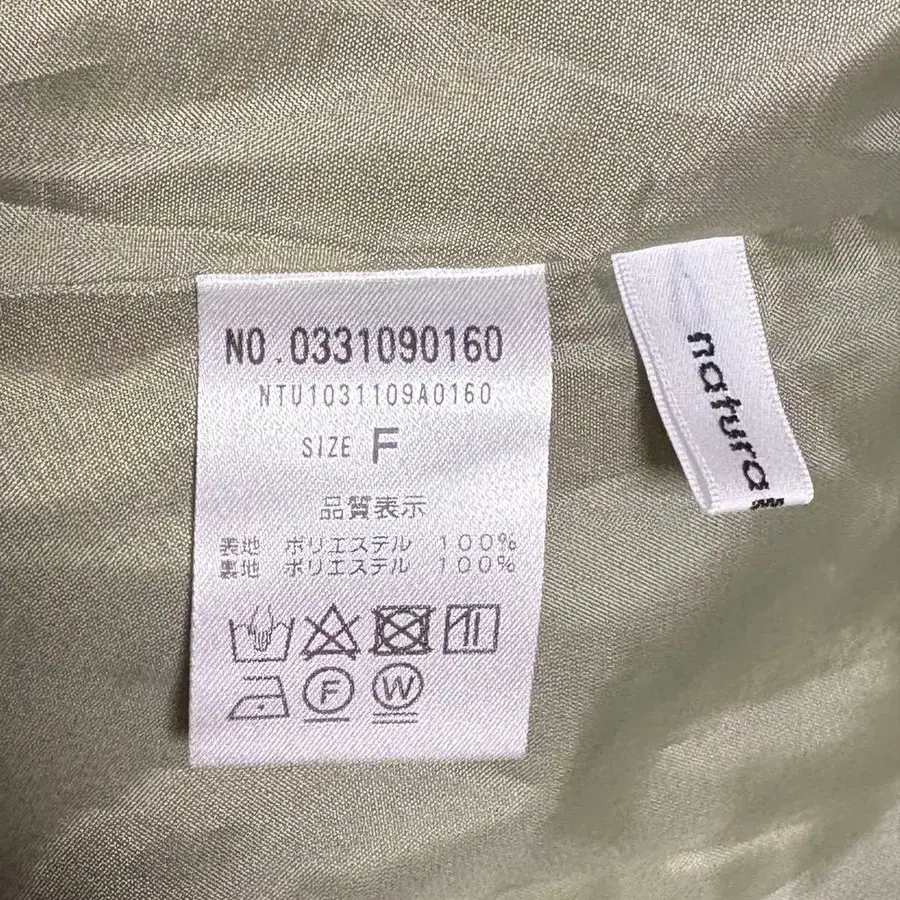 NO.0331090160
NTU1031109A0160
SIZE F
品質表示
表地 ポリエステル 100%
裏地 ポリエステル 100%
F W
natura